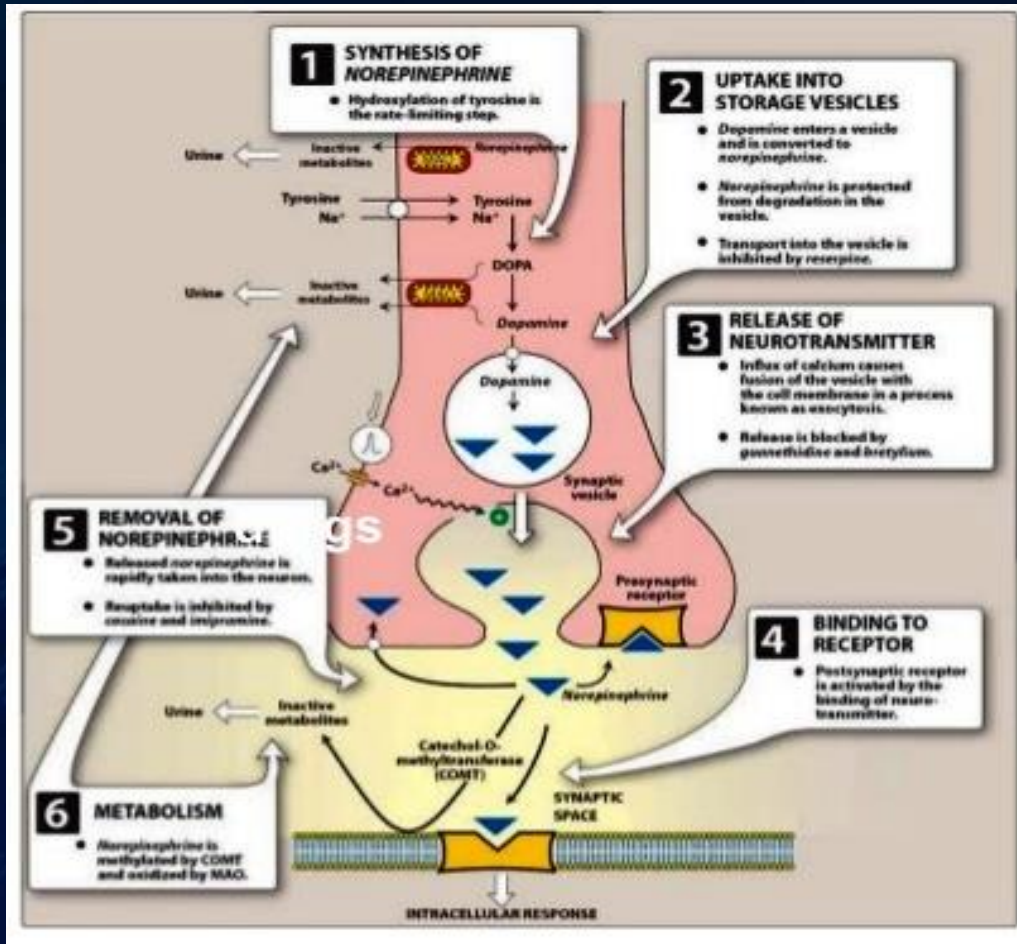 1 SYNTHESIS OF
NOREPINEPHRINE
• Hydroxylation of tyrosine is
the rate-limiting step.
2 UPTAKE INTO
STORAGE VESICLES
• Dopamine enters a vesicle
and is converted to
norepinephrine.
• Norepinephrine is protected
from degradation in the
vesicle.
• Transport into the vesicle is
inhibited by reserpine.
Urine
Inactive
metabolites
Norepinephrine
Tyrosine
Na⁺
Tyrosine
Na⁺
DOPA
Urine
Inactive
metabolites
Dopamine
Dopamine
3 RELEASE OF
NEUROTRANSMITTER
• Influx of calcium causes
fusion of the vesicle with
the cell membrane in a process
known as exocytosis.
• Release is blocked by
guanethidine and bretylium.
Synaptic
vesicle
Ca²⁺
Ca²⁺
5 REMOVAL OF
NOREPINEPHRINE
• Released norepinephrine is
rapidly taken into the neuron.
• Reuptake is inhibited by
cocaine and imipramine.
Presynaptic
receptor
4 BINDING TO
RECEPTOR
• Postsynaptic receptor
is activated by the
binding of neuro-
transmitter.
Norepinephrine
Urine
Inactive
metabolites
Catechol-O-
methyltransferase
(COMT)
SYNAPTIC
SPACE
6 METABOLISM
• Norepinephrine is
methylated by COMT
and oxidized by MAO.
INTRACELLULAR RESPONSE